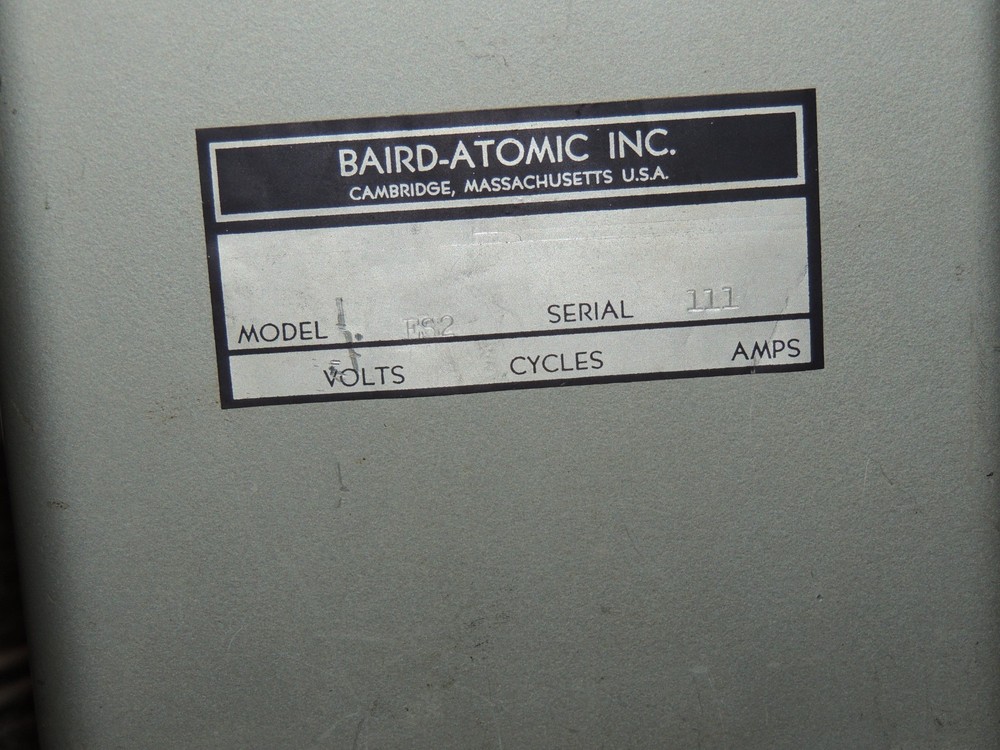 BAIRD-ATOMIC INC.
CAMBRIDGE, MASSACHUSETTS U.S.A.
MODEL SERIAL 111
VOLTS CYCLES AMPS